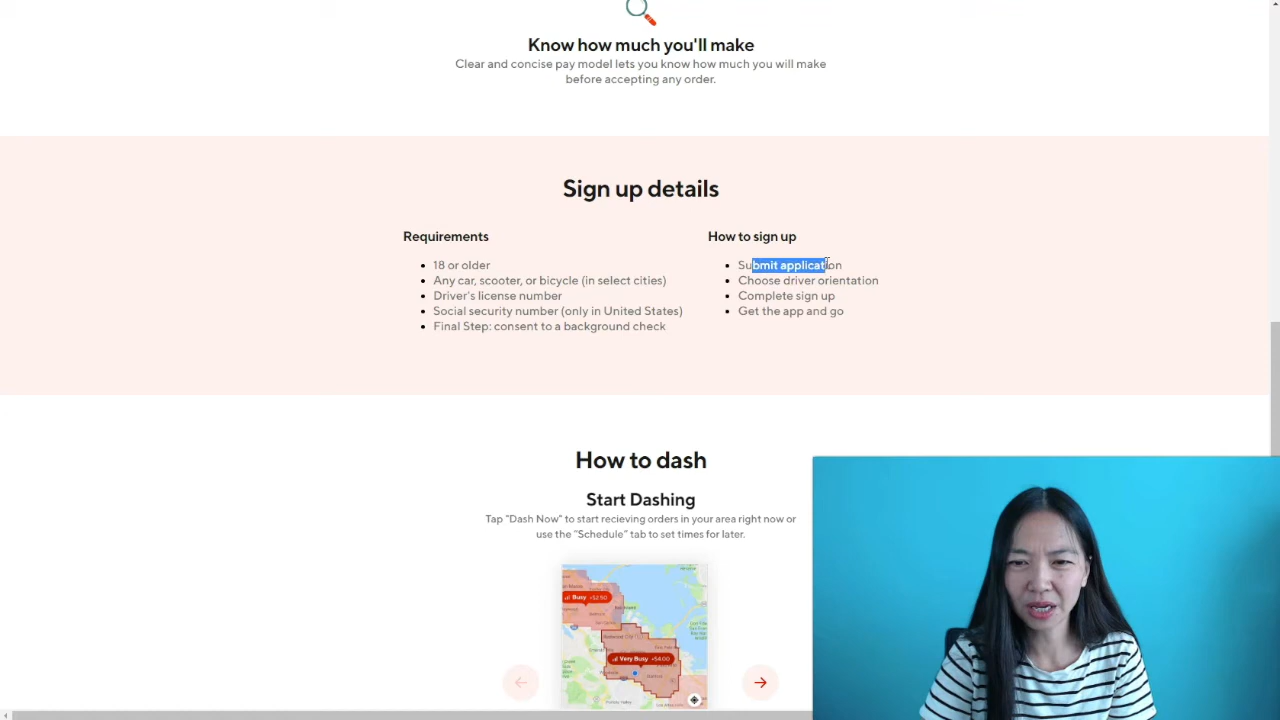 Know how much you'll make
Clear and concise pay model lets you know how much you will make
before accepting any order.
Sign up details
Requirements
18 or older
Any car, scooter, or bicycle (in select cities)
Driver's license number
Social security number (only in United States)
Final Step: consent to a background check
How to sign up
Submit application
Choose driver orientation
Complete sign up
Get the app and go
How to dash
Start Dashing
Tap "Dash Now" to start recieving orders in your area right now or
use the "Schedule" tab to set times for later.
Busy +$2.50
Very Busy +$4.00